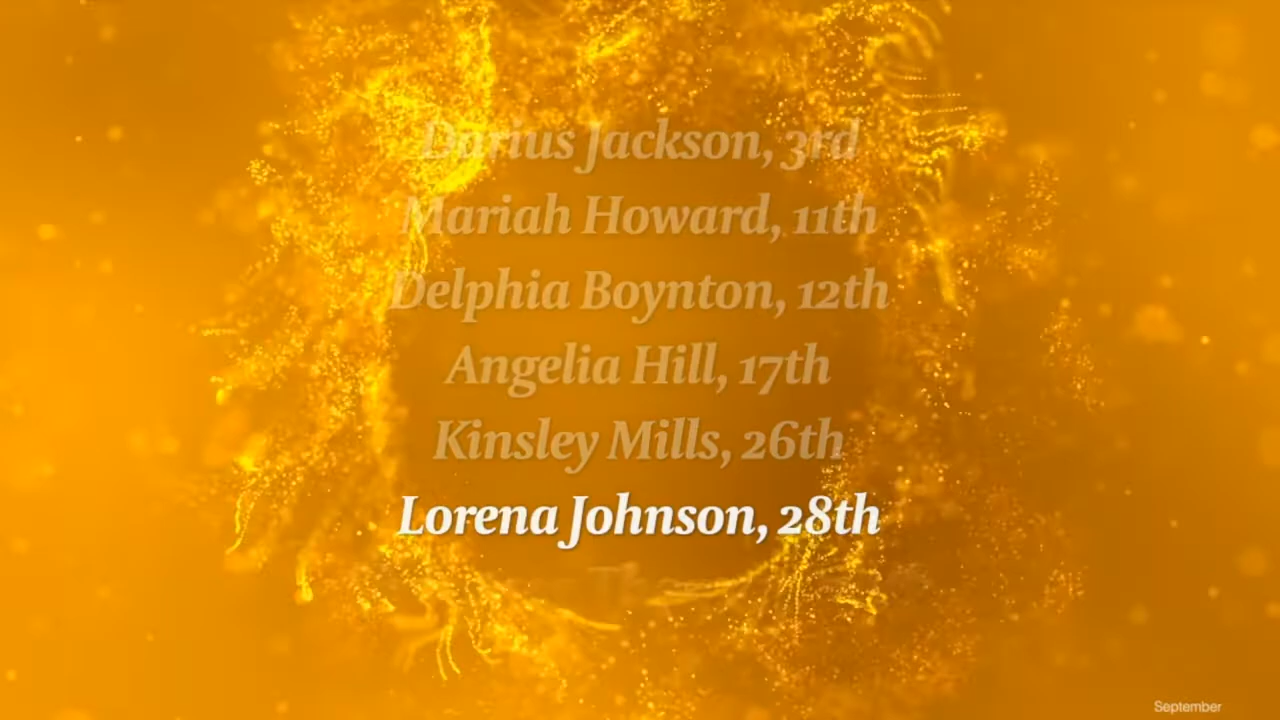 Darius Jackson, 3rd
Mariah Howard, 11th
Delphia Boynton, 12th
Angelia Hill, 17th
Kinsley Mills, 26th
Lorena Johnson, 28th
September